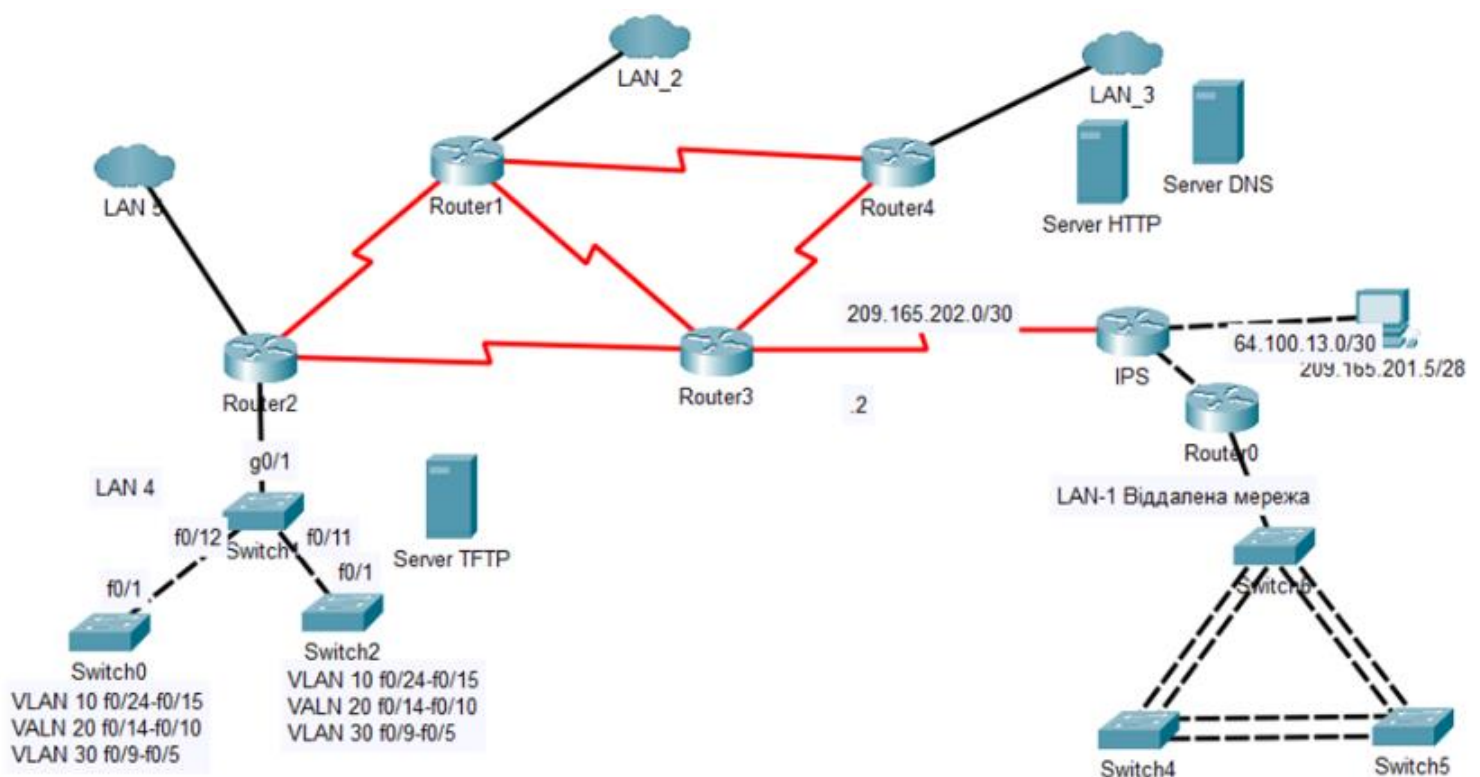 LAN_2
LAN_3
Server DNS
LAN 5
Router1
Router4
Server HTTP
209.165.202.0/30
64.100.13.0/30
209.165.201.5/28
IPS
Router2
Router3
.2
Router0
g0/1
LAN 4
LAN-1 Віддалена мережа
f0/12
Switch1
f0/11
Server TFTP
f0/1
f0/1
Switch6
Switch0
Switch2
VLAN 10 f0/24-f0/15
VALN 20 f0/14-f0/10
VLAN 30 f0/9-f0/5
VLAN 10 f0/24-f0/15
VALN 20 f0/14-f0/10
VLAN 30 f0/9-f0/5
Switch4
Switch5